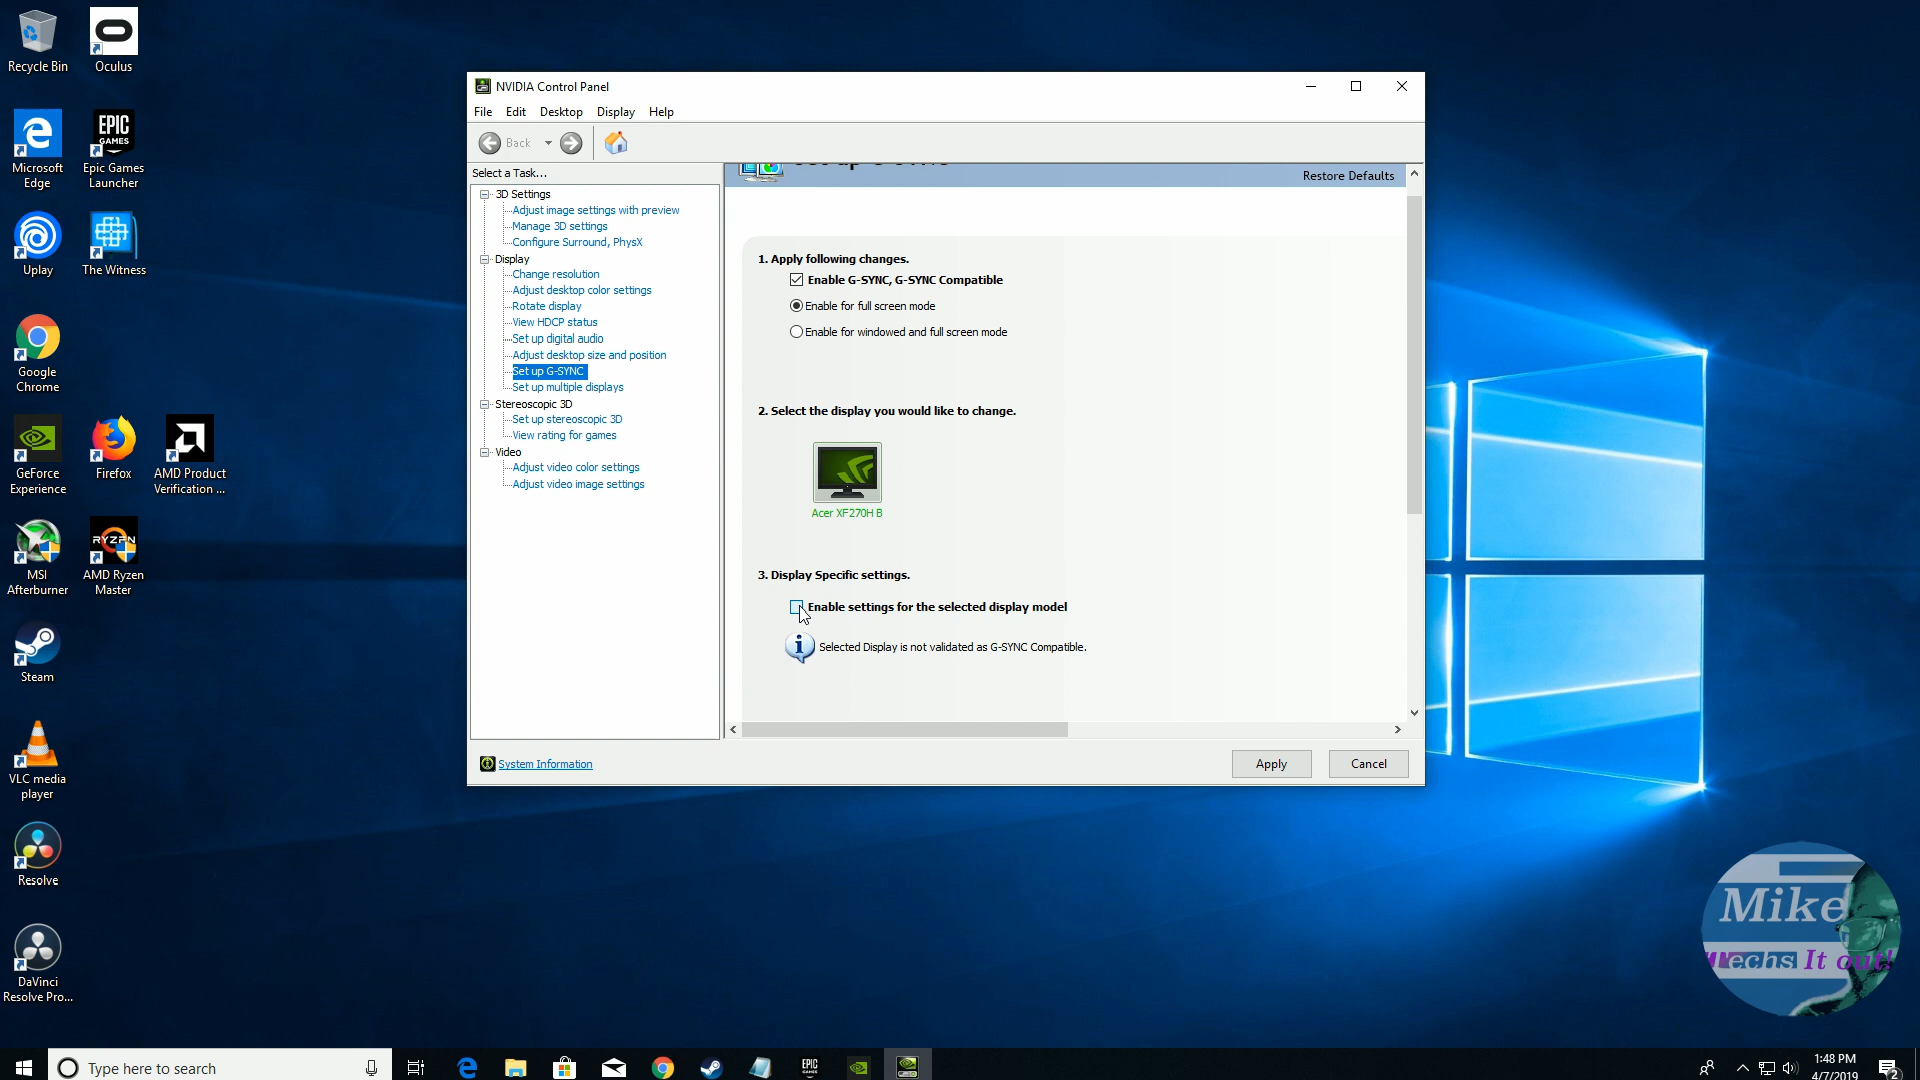 Recycle Bin
Oculus
Microsoft
Edge
EPIC
GAMES
Epic Games
Launcher
Uplay
The Witness
Google
Chrome
GeForce
Experience
Firefox
AMD Product
Verification ...
MSI
Afterburner
RYZEN
AMD Ryzen
Master
Steam
VLC media
player
Resolve
DaVinci
Resolve Pro...
NVIDIA Control Panel
File Edit Desktop Display Help
Back
Select a Task...
3D Settings
Adjust image settings with preview
Manage 3D settings
Configure Surround, PhysX
Display
Change resolution
Adjust desktop color settings
Rotate display
View HDCP status
Set up digital audio
Adjust desktop size and position
Set up G-SYNC
Set up multiple displays
Stereoscopic 3D
Set up stereoscopic 3D
View rating for games
Video
Adjust video color settings
Adjust video image settings
System Information
Restore Defaults
1. Apply following changes.
Enable G-SYNC, G-SYNC Compatible
Enable for full screen mode
Enable for windowed and full screen mode
2. Select the display you would like to change.
Acer XF270H B
3. Display Specific settings.
Enable settings for the selected display model
Selected Display is not validated as G-SYNC Compatible.
Apply
Cancel
Mike
Techs It out!
Type here to search
EPIC
GAMES
1:48 PM
4/7/2019
2